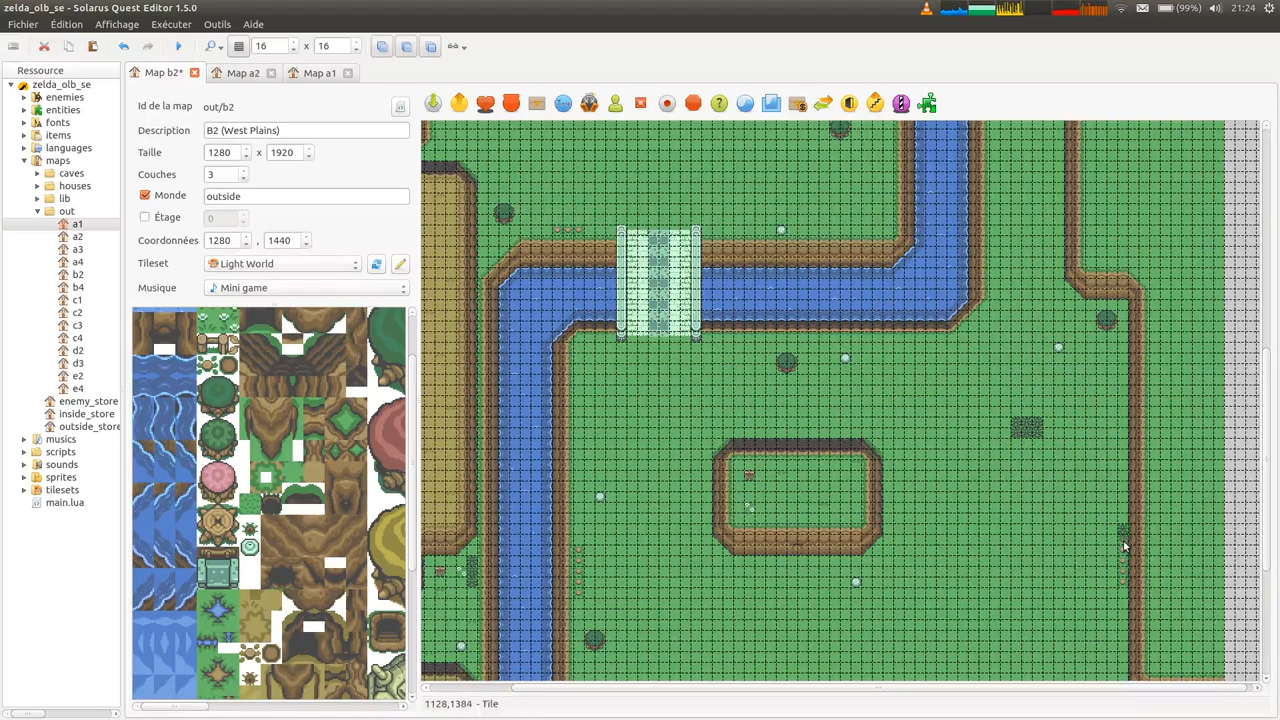 zelda_olb_se - Solarus Quest Editor 1.5.0
(99%) 21:24
Fichier Édition Affichage Exécuter Outils Aide
16 x 16
Ressource
zelda_olb_se
enemies
entities
fonts
items
languages
maps
caves
houses
lib
out
a1
a2
a3
a4
b2
b4
c1
c2
c3
c4
d2
d3
e2
e4
enemy_store
inside_store
outside_store
musics
scripts
sounds
sprites
tilesets
main.lua
Map b2* Map a2 Map a1
Id de la map out/b2
Description B2 (West Plains)
Taille 1280 x 1920
Couches 3
Monde outside
Étage 0
Coordonnées 1280 , 1440
Tileset Light World
Musique Mini game
1128,1384 - Tile